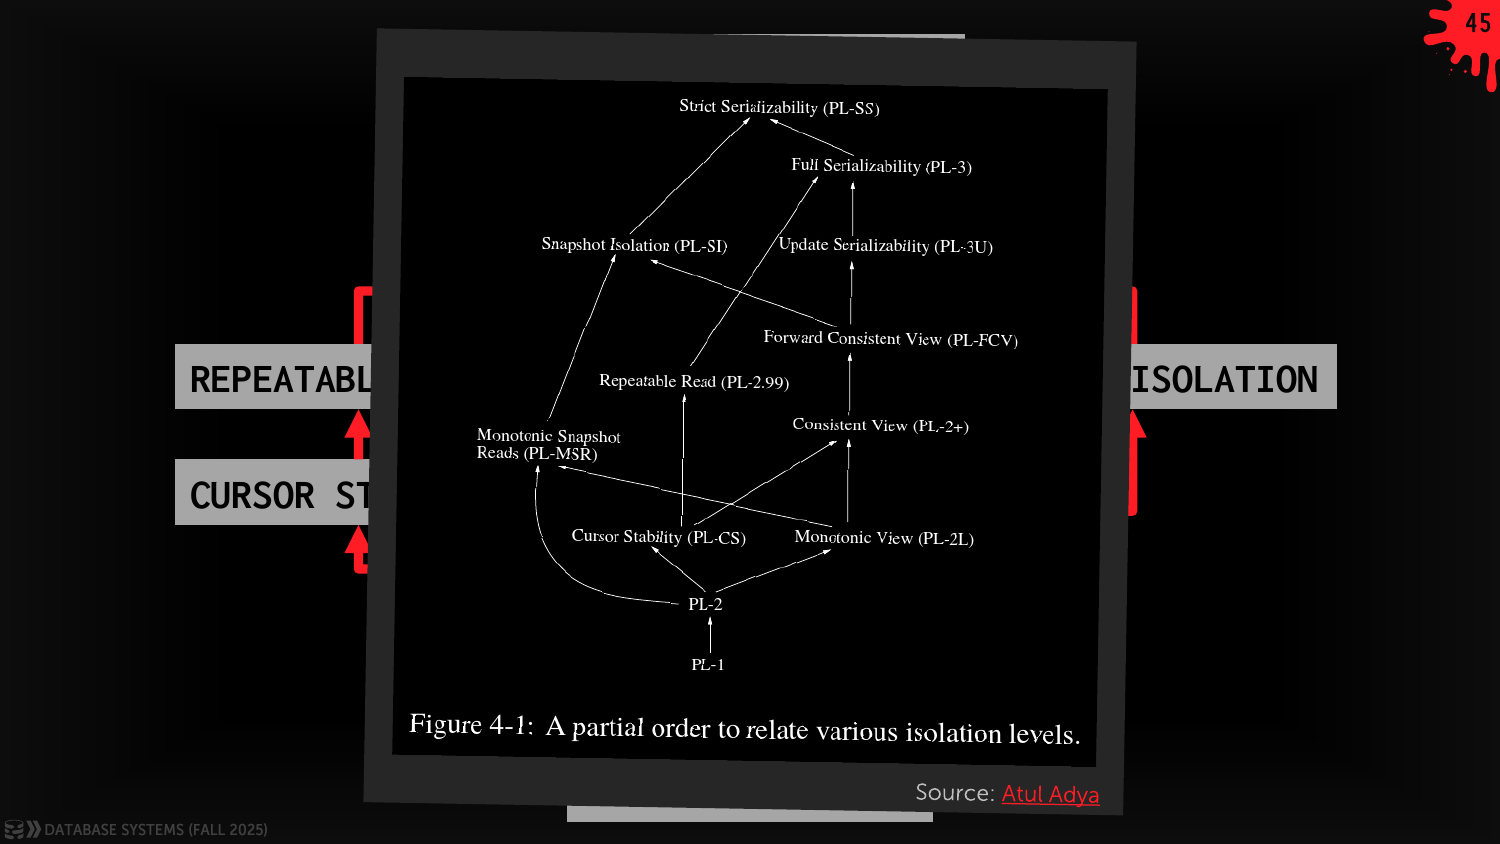 45
Strict Serializability (PL-SS)
Full Serializability (PL-3)
Snapshot Isolation (PL-SI)
Update Serializability (PL-3U)
Forward Consistent View (PL-FCV)
REPEATABL
ISOLATION
Repeatable Read (PL-2.99)
Consistent View (PL-2+)
Monotonic Snapshot
Reads (PL-MSR)
CURSOR ST
Cursor Stability (PL-CS)
Monotonic View (PL-2L)
PL-2
PL-1
Figure 4-1: A partial order to relate various isolation levels.
Source: Atul Adya
DATABASE SYSTEMS (FALL 2025)